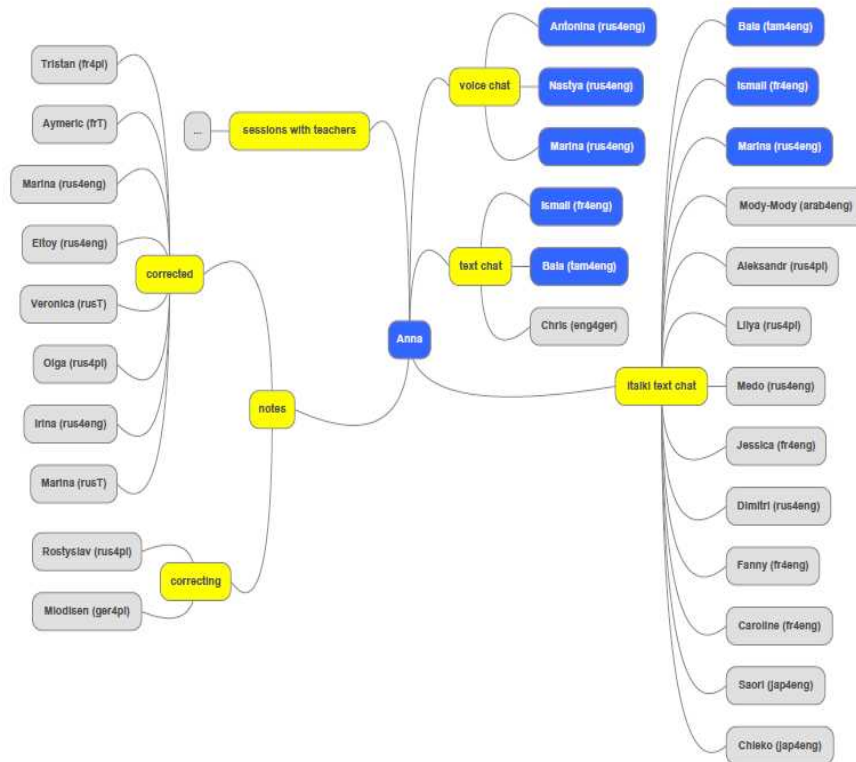 Tristan (fr4pl)
Aymeric (frT)
Marina (rus4eng)
Eltoy (rus4eng)
Veronica (rusT)
Olga (rus4pl)
Irina (rus4eng)
Marina (rusT)
corrected
Rostyslav (rus4pl)
Mlodisen (ger4pl)
correcting
notes
...
sessions with teachers
Anna
voice chat
Antonina (rus4eng)
Nastya (rus4eng)
Marina (rus4eng)
text chat
Ismail (fr4eng)
Bala (tam4eng)
Chris (eng4ger)
italki text chat
Bala (tam4eng)
Ismail (fr4eng)
Marina (rus4eng)
Mody-Mody (arab4eng)
Aleksandr (rus4pl)
Lilya (rus4pl)
Medo (rus4eng)
Jessica (fr4eng)
Dimitri (rus4eng)
Fanny (fr4eng)
Caroline (fr4eng)
Saori (jap4eng)
Chieko (jap4eng)